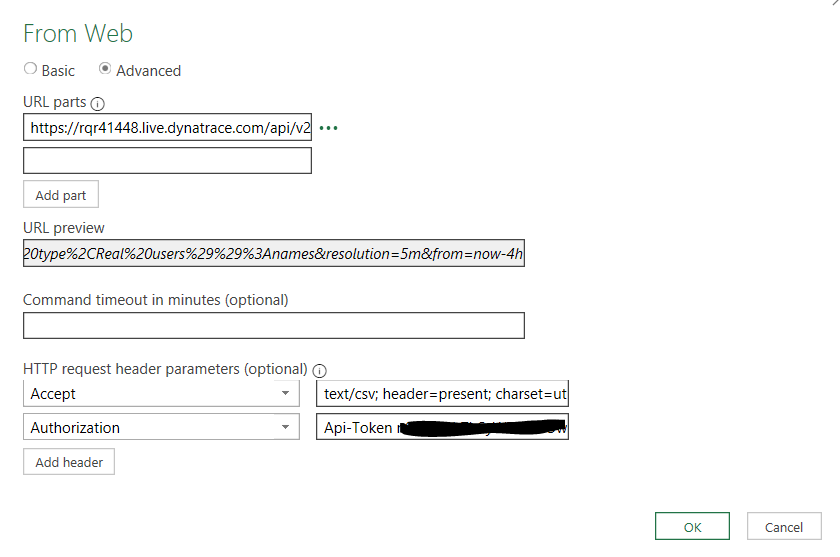 From Web
Basic Advanced
URL parts
https://rqr41448.live.dynatrace.com/api/v2
Add part
URL preview
20type%2CReal%20users%29%29%3Anames&resolution=5m&from=now-4h
Command timeout in minutes (optional)
HTTP request header parameters (optional)
Accept text/csv; header=present; charset=ut
Authorization Api-Token
Add header
OK Cancel